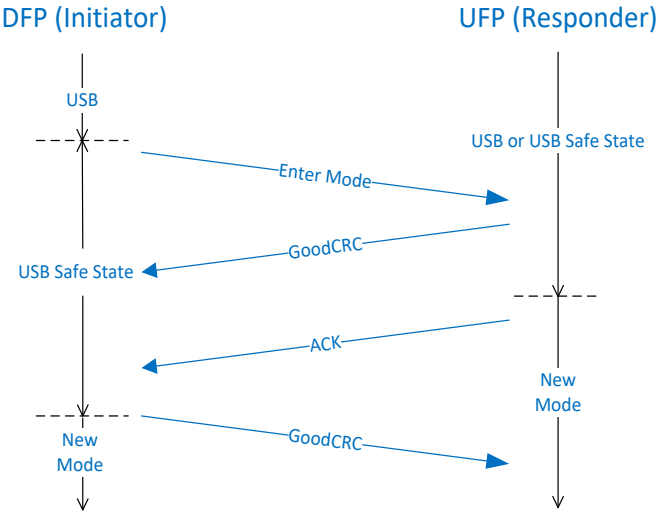 DFP (Initiator)
UFP (Responder)
USB
USB or USB Safe State
Enter Mode
GoodCRC
USB Safe State
ACK
New
Mode
GoodCRC
New
Mode